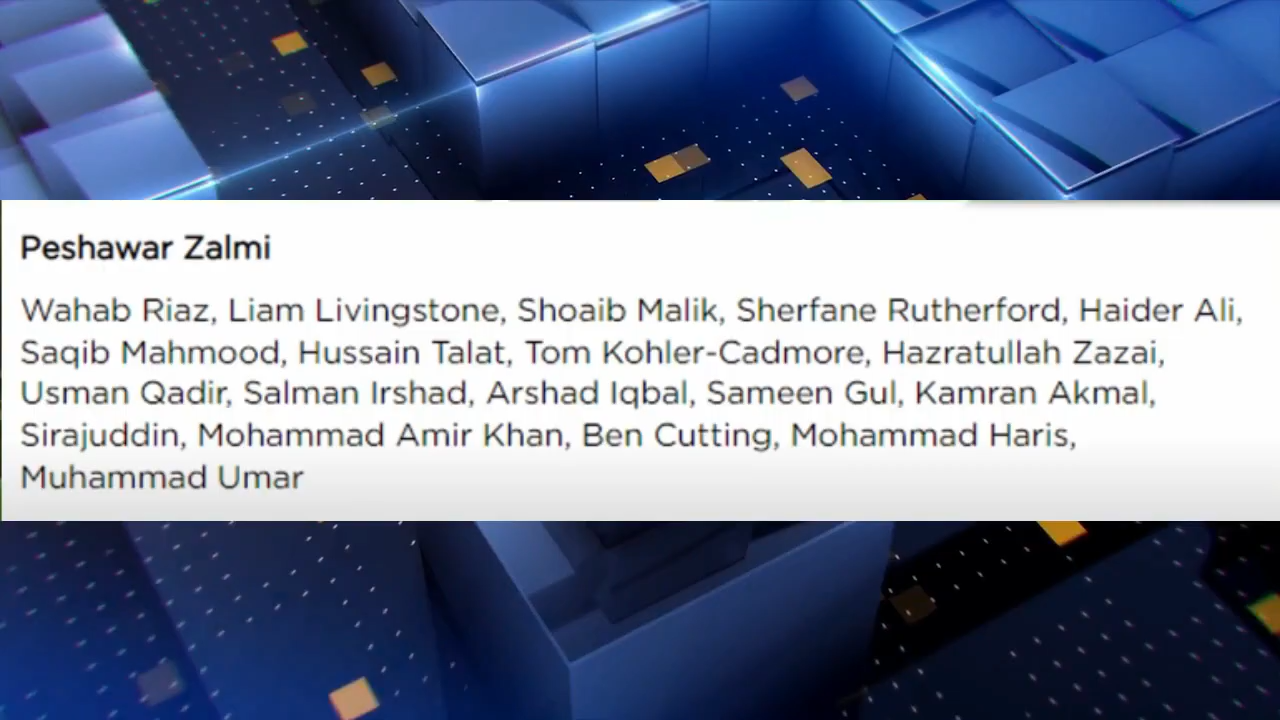 Peshawar Zalmi
Wahab Riaz, Liam Livingstone, Shoaib Malik, Sherfane Rutherford, Haider Ali,
Saqib Mahmood, Hussain Talat, Tom Kohler-Cadmore, Hazratullah Zazai,
Usman Qadir, Salman Irshad, Arshad Iqbal, Sameen Gul, Kamran Akmal,
Sirajuddin, Mohammad Amir Khan, Ben Cutting, Mohammad Haris,
Muhammad Umar